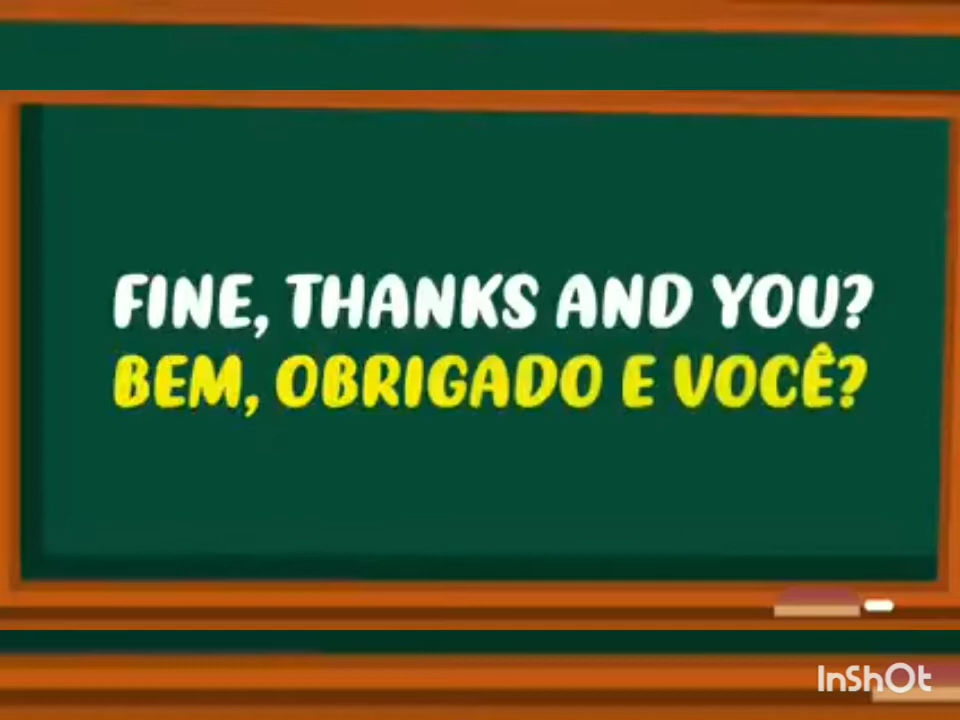 FINE, THANKS AND YOU?
BEM, OBRIGADO E VOCÊ?
InShOt